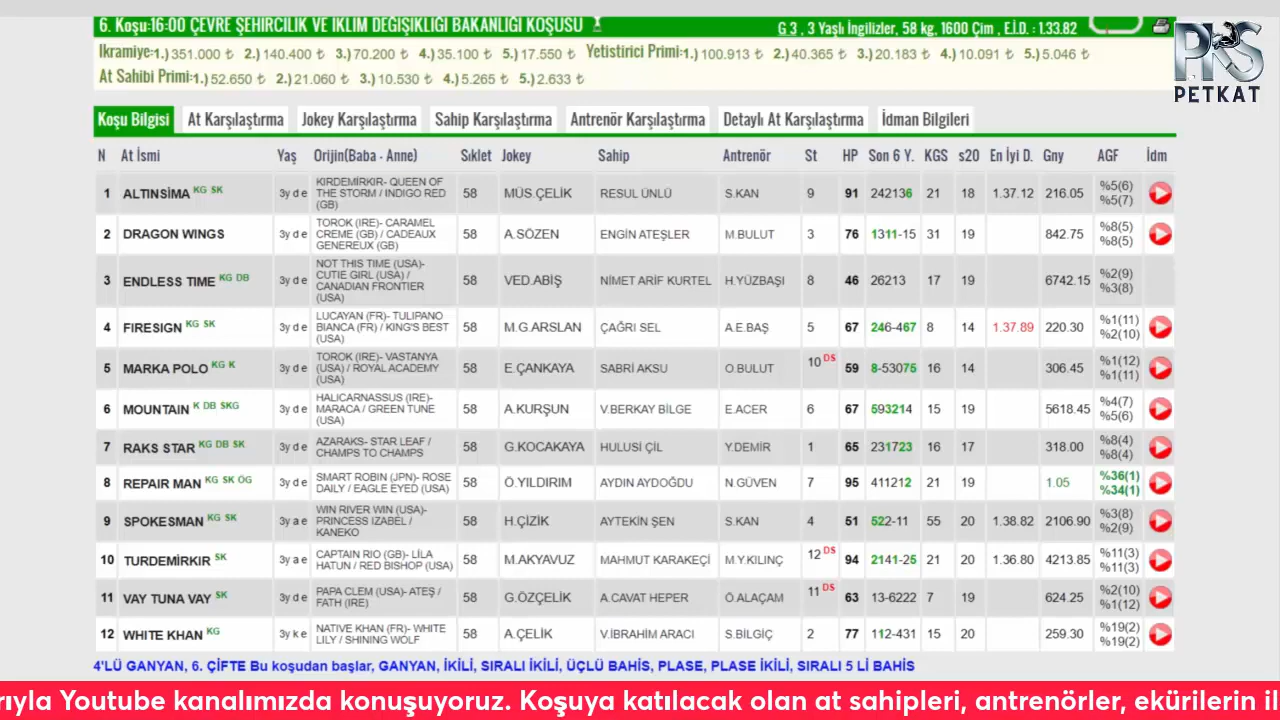 6. Koşu:16:00 ÇEVRE ŞEHİRCİLİK VE İKLİM DEĞİŞİKLİĞİ BAKANLIĞI KOŞUSU G 3 , 3 Yaşlı İngilizler, 58 kg, 1600 Çim , E.İ.D. : 1.33.82
İkramiye:1.) 351.000 ₺ 2.) 140.400 ₺ 3.) 70.200 ₺ 4.) 35.100 ₺ 5.) 17.550 ₺ Yetistirici Primi:1.) 100.913 ₺ 2.) 40.365 ₺ 3.) 20.183 ₺ 4.) 10.091 ₺ 5.) 5.046 ₺
At Sahibi Primi:1.) 52.650 ₺ 2.) 21.060 ₺ 3.) 10.530 ₺ 4.) 5.265 ₺ 5.) 2.633 ₺
PETKAT
Koşu Bilgisi At Karşılaştırma Jokey Karşılaştırma Sahip Karşılaştırma Antrenör Karşılaştırma Detaylı At Karşılaştırma İdman Bilgileri
N At İsmi Yaş Orijin(Baba - Anne) Sıklet Jokey Sahip Antrenör St HP Son 6 Y. KGS s20 En İyi D. Gny AGF İdm
1 ALTINSİMA KG SK 3y d e KIRDEMİRKIR- QUEEN OF THE STORM / INDIGO RED (GB) 58 MÜS.ÇELİK RESUL ÜNLÜ S.KAN 9 91 242136 21 18 1.37.12 216.05 %5(6) %5(7)
2 DRAGON WINGS 3y d e TOROK (IRE)- CARAMEL CREME (GB) / CADEAUX GENEREUX (GB) 58 A.SÖZEN ENGİN ATEŞLER M.BULUT 3 76 1311-15 31 19 842.75 %8(5) %8(5)
3 ENDLESS TIME KG DB 3y d e NOT THIS TIME (USA)- CUTIE GIRL (USA) / CANADIAN FRONTIER (USA) 58 VED.ABİŞ NİMET ARİF KURTEL H.YÜZBAŞI 8 46 26213 17 19 6742.15 %2(9) %3(8)
4 FIRESIGN KG SK 3y d e LUCAYAN (FR)- TULIPANO BIANCA (FR) / KING'S BEST (USA) 58 M.G.ARSLAN ÇAĞRI SEL A.E.BAŞ 5 67 246-467 8 14 1.37.89 220.30 %1(11) %2(10)
5 MARKA POLO KG K 3y d e TOROK (IRE)- VASTANYA (USA) / ROYAL ACADEMY (USA) 58 E.ÇANKAYA SABRİ AKSU O.BULUT 10 DS 59 8-53075 16 14 306.45 %1(12) %1(11)
6 MOUNTAIN K DB SKG 3y d e HALICARNASSUS (IRE)- MARACA / GREEN TUNE (USA) 58 A.KURŞUN V.BERKAY BİLGE E.ACER 6 67 593214 15 19 5618.45 %4(7) %5(6)
7 RAKS STAR KG DB SK 3y d e AZARAKS- STAR LEAF / CHAMPS TO CHAMPS 58 G.KOCAKAYA HULUSİ ÇİL Y.DEMİR 1 65 231723 16 17 318.00 %8(4) %8(4)
8 REPAIR MAN KG SK ÖG 3y d e SMART ROBIN (JPN)- ROSE DAILY / EAGLE EYED (USA) 58 Ö.YILDIRIM AYDIN AYDOĞDU N GÜVEN 7 95 411212 21 19 1.05 %36(1) %34(1)
9 SPOKESMAN KG SK 3y a e WIN RIVER WIN (USA)- PRINCESS IZABEL / KANEKO 58 H.ÇİZİK AYTEKİN ŞEN S.KAN 4 51 522-11 55 20 1.38.82 2106.90 %3(8) %2(9)
10 TURDEMİRKIR SK 3y a e CAPTAIN RIO (GB)- LİLA HATUN / RED BISHOP (USA) 58 M.AKYAVUZ MAHMUT KARAKEÇİ M.Y.KILINÇ 12 DS 94 2141-25 21 20 1.36.80 4213.85 %11(3) %11(3)
11 VAY TUNA VAY SK 3y d e PAPA CLEM (USA)- ATEŞ / FATH (IRE) 58 G.ÖZÇELİK A.CAVAT HEPER Ö.ALAÇAM 11 DS 63 13-6222 7 19 624.25 %2(10) %1(12)
12 WHITE KHAN KG 3y k e NATIVE KHAN (FR)- WHITE LILY / SHINING WOLF 58 A.ÇELİK V.İBRAHİM ARACI S.BİLGİÇ 2 77 112-431 15 20 259.30 %19(2) %19(2)
4'LÜ GANYAN, 6. ÇİFTE Bu koşudan başlar, GANYAN, İKİLİ, SIRALI İKİLİ, ÜÇLÜ BAHİS, PLASE, PLASE İKİLİ, SIRALI 5 Lİ BAHİS
rıyla Youtube kanalımızda konuşuyoruz. Koşuya katılacak olan at sahipleri, antrenörler, ekürilerin il